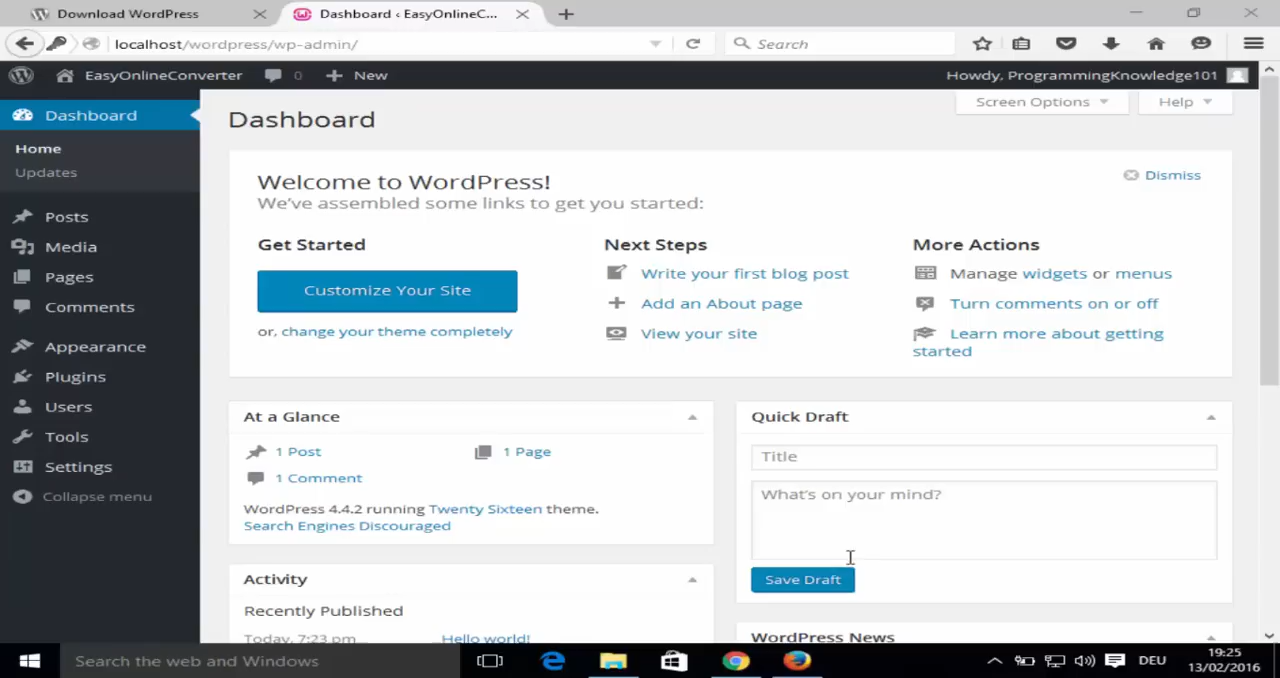 Download WordPress
Dashboard ‹ EasyOnlineC...
localhost/wordpress/wp-admin/
Search
EasyOnlineConverter
0
New
Howdy, ProgrammingKnowledge101
Dashboard
Home
Updates
Posts
Media
Pages
Comments
Appearance
Plugins
Users
Tools
Settings
Collapse menu
Dashboard
Screen Options
Help
Welcome to WordPress!
Dismiss
We've assembled some links to get you started:
Get Started
Customize Your Site
or, change your theme completely
Next Steps
Write your first blog post
Add an About page
View your site
More Actions
Manage widgets or menus
Turn comments on or off
Learn more about getting
started
At a Glance
1 Post
1 Page
1 Comment
WordPress 4.4.2 running Twenty Sixteen theme.
Search Engines Discouraged
Activity
Recently Published
Today, 7:23 pm
Hello world!
Quick Draft
Title
What's on your mind?
Save Draft
WordPress News
Search the web and Windows
DEU
19:25
13/02/2016